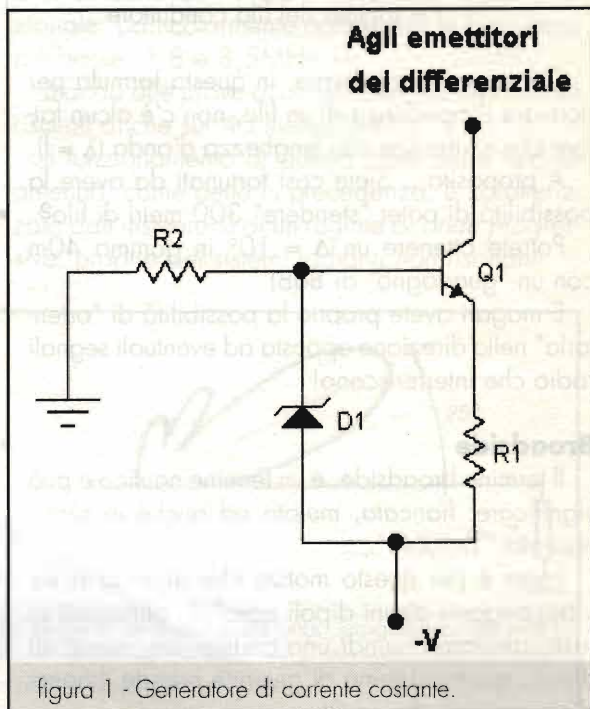 Agli emettitori
del differenziale
R2
Q1
D1
R1
-V
figura 1 - Generatore di corrente costante.